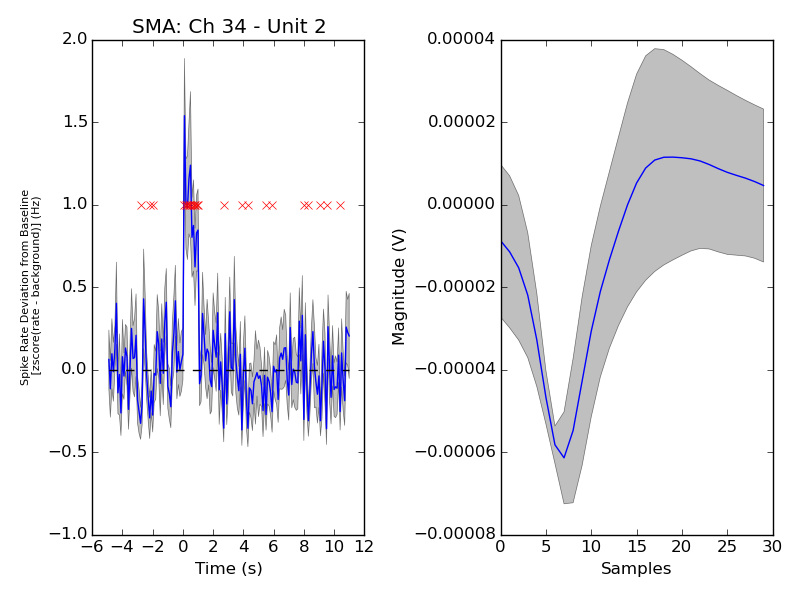 SMA: Ch 34 - Unit 2
Spike Rate Deviation from Baseline
[zscore(rate - background)] (Hz)
2.0
1.5
1.0
0.5
0.0
−0.5
−1.0
−6 −4 −2 0 2 4 6 8 10 12
Time (s)
Magnitude (V)
0.00004
0.00002
0.00000
−0.00002
−0.00004
−0.00006
−0.00008
0 5 10 15 20 25 30
Samples